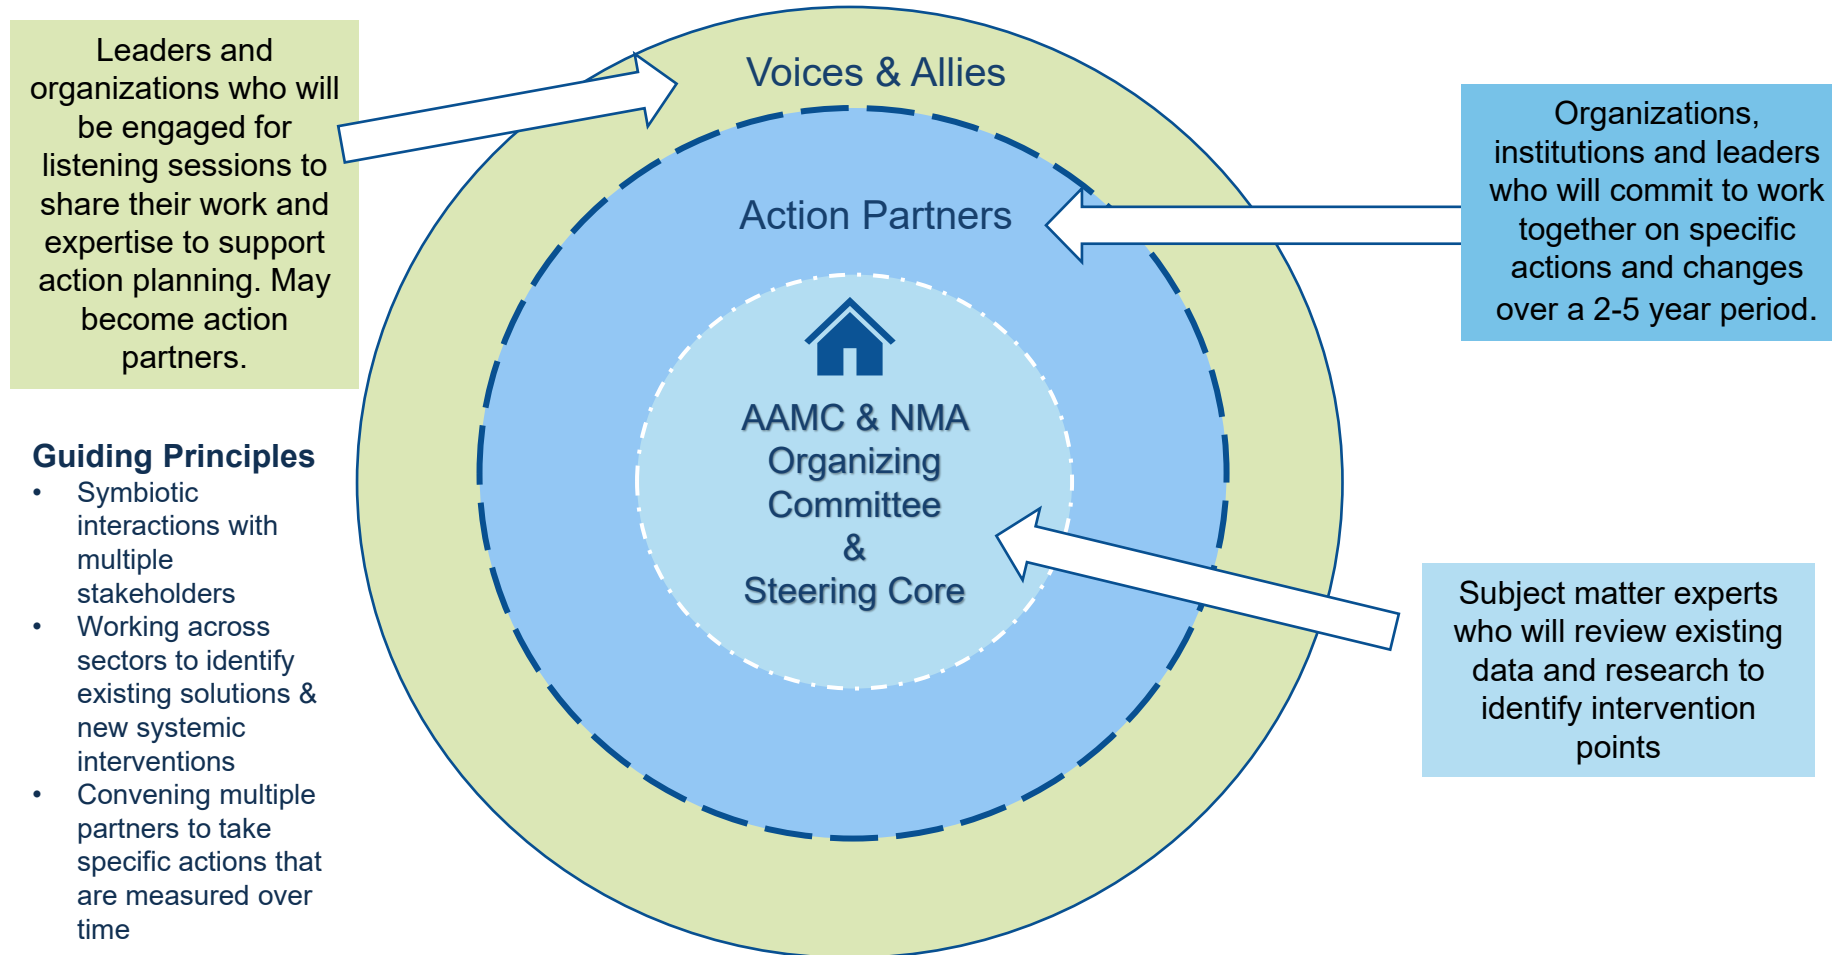 Leaders and
organizations who will
be engaged for
listening sessions to
share their work and
expertise to support
action planning. May
become action
partners.
Guiding Principles
• Symbiotic
interactions with
multiple
stakeholders
• Working across
sectors to identify
existing solutions &
new systemic
interventions
• Convening multiple
partners to take
specific actions that
are measured over
time
Voices & Allies
Action Partners
AAMC & NMA
Organizing
Committee
&
Steering Core
Organizations,
institutions and leaders
who will commit to work
together on specific
actions and changes
over a 2-5 year period.
Subject matter experts
who will review existing
data and research to
identify intervention
points